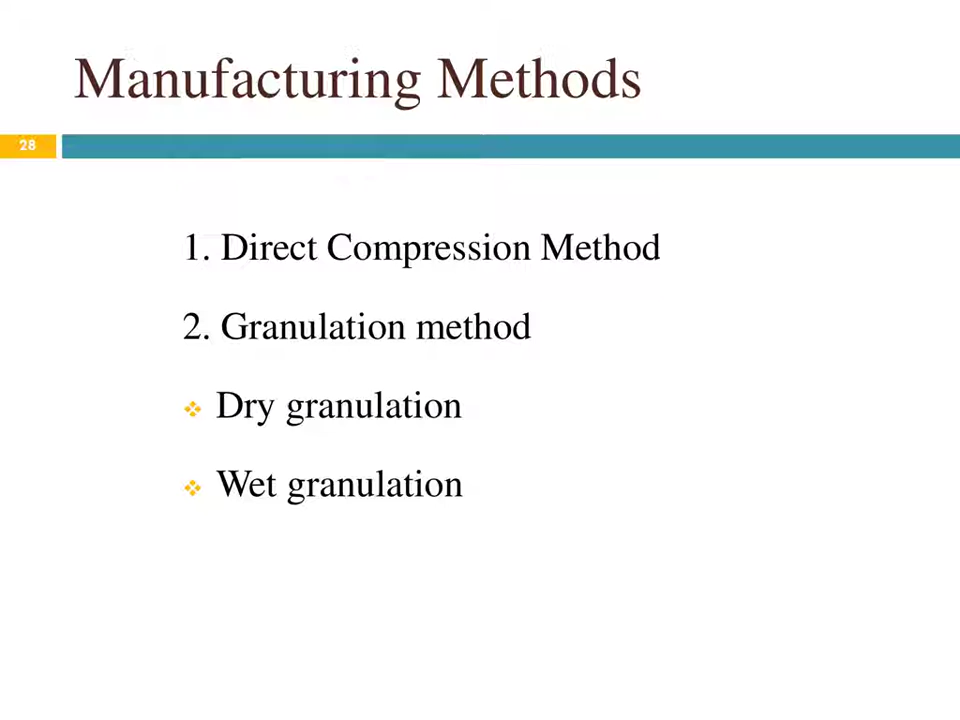 Manufacturing Methods
28
1. Direct Compression Method
2. Granulation method
❖ Dry granulation
❖ Wet granulation